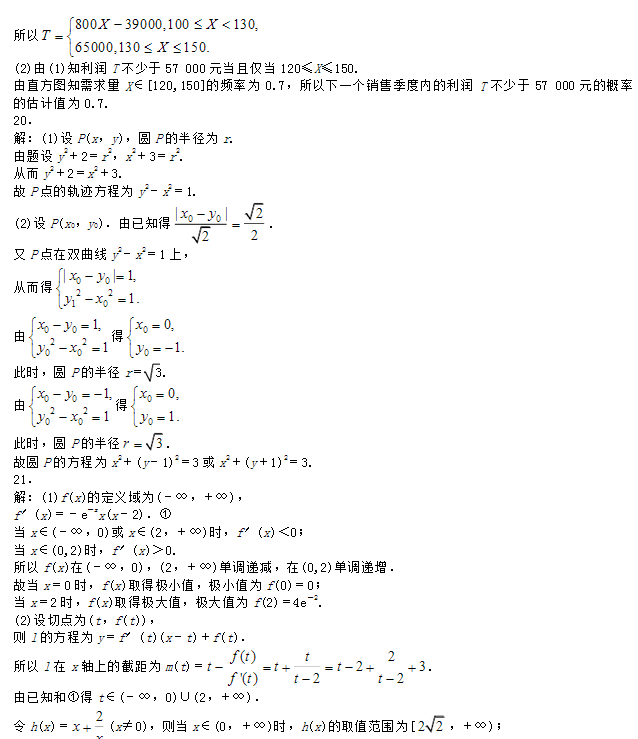 所以 T = { 800X − 39000, 100 ≤ X < 130,
65000, 130 ≤ X ≤ 150.
(2)由(1)知利润 T 不少于 57 000 元当且仅当 120≤X≤150.
由直方图知需求量 X∈[120,150]的频率为 0.7,所以下一个销售季度内的利润 T 不少于 57 000 元的概率
的估计值为 0.7.
20.
解:(1)设 P(x, y),圆 P 的半径为 r.
由题设 y²+2=r², x²+3=r².
从而 y²+2=x²+3.
故 P 点的轨迹方程为 y²-x²=1.
(2)设 P(x₀, y₀).由已知得 |x₀ − y₀|/√2 = √2/2.
又 P 点在双曲线 y²-x²=1 上,
从而得 { |x₀ − y₀| = 1,
y₁² − x₀² = 1.
由 { x₀ − y₀ = 1, y₀² − x₀² = 1 得 { x₀ = 0, y₀ = −1.
此时,圆 P 的半径 r=√3.
由 { x₀ − y₀ = −1, y₀² − x₀² = 1 得 { x₀ = 0, y₀ = 1.
此时,圆 P 的半径 r = √3.
故圆 P 的方程为 x²+(y-1)²=3 或 x²+(y+1)²=3.
21.
解:(1)f(x)的定义域为(-∞,+∞),
f′(x)=-e⁻ˣx(x-2).①
当 x∈(-∞,0)或 x∈(2,+∞)时,f′(x)<0;
当 x∈(0,2)时,f′(x)>0.
所以 f(x)在(-∞,0),(2,+∞)单调递减,在(0,2)单调递增.
故当 x=0 时,f(x)取得极小值,极小值为 f(0)=0;
当 x=2 时,f(x)取得极大值,极大值为 f(2)=4e⁻².
(2)设切点为(t, f(t)),
则 l 的方程为 y=f′(t)(x-t)+f(t).
所以 l 在 x 轴上的截距为 m(t)= t − f(t)/f'(t) = t + t/(t−2) = t − 2 + 2/(t−2) + 3.
由已知和①得 t∈(-∞,0)∪(2,+∞).
令 h(x)= x + 2/x (x≠0),则当 x∈(0,+∞)时,h(x)的取值范围为[2√2,+∞);